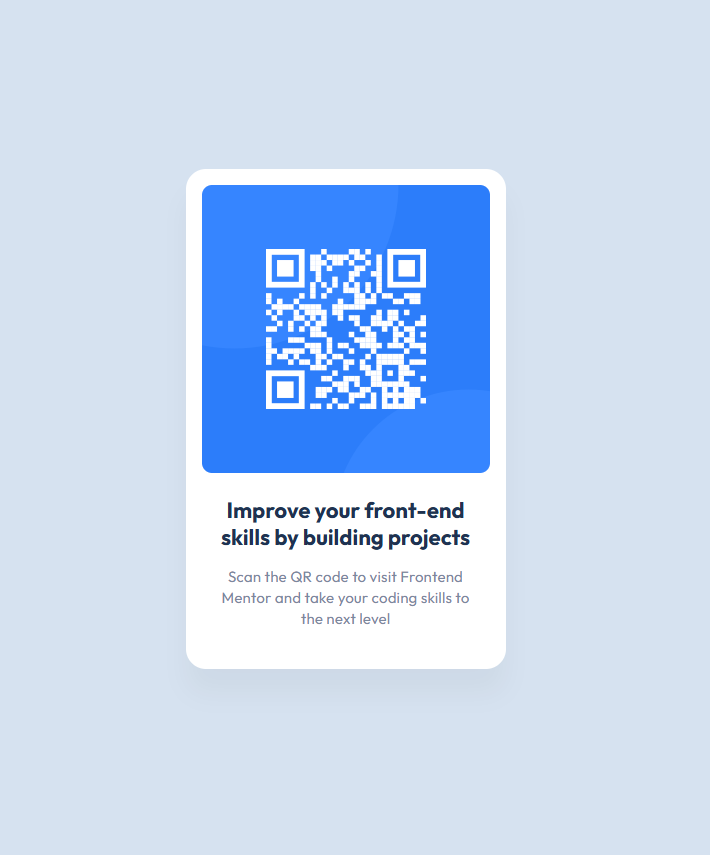 Improve your front-end
skills by building projects
Scan the QR code to visit Frontend
Mentor and take your coding skills to
the next level